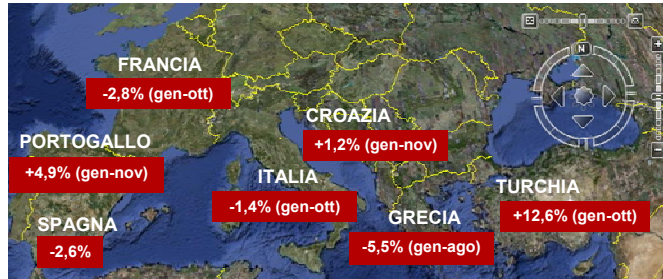 FRANCIA
-2,8% (gen-ott)
CROAZIA
+1,2% (gen-nov)
PORTOGALLO
+4,9% (gen-nov)
ITALIA
-1,4% (gen-ott)
TURCHIA
+12,6% (gen-ott)
GRECIA
-5,5% (gen-ago)
SPAGNA
-2,6%
N